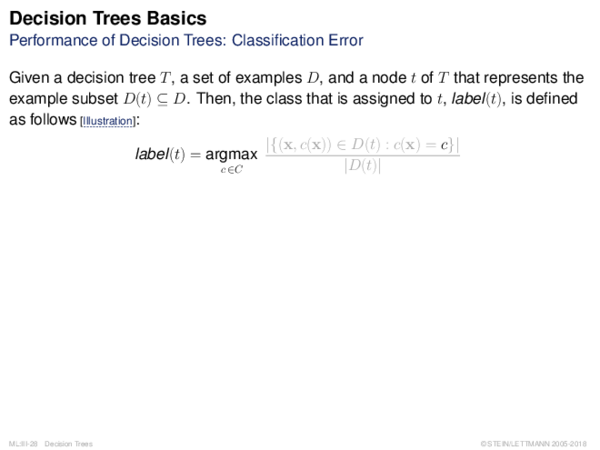 Decision Trees Basics
Performance of Decision Trees: Classification Error
Given a decision tree T, a set of examples D, and a node t of T that represents the
example subset D(t) ⊆ D. Then, the class that is assigned to t, label(t), is defined
as follows [Illustration]:
label(t) = argmax_{c∈C} |{(x, c(x)) ∈ D(t) : c(x) = c}| / |D(t)|
ML:III-28 Decision Trees
©STEIN/LETTMANN 2005-2018